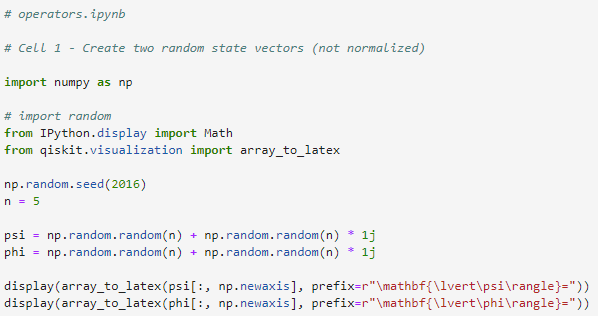 # operators.ipynb
# Cell 1 - Create two random state vectors (not normalized)
import numpy as np
# import random
from IPython.display import Math
from qiskit.visualization import array_to_latex
np.random.seed(2016)
n = 5
psi = np.random.random(n) + np.random.random(n) * 1j
phi = np.random.random(n) + np.random.random(n) * 1j
display(array_to_latex(psi[:, np.newaxis], prefix=r"\mathbf{\lvert\psi\rangle}="))
display(array_to_latex(phi[:, np.newaxis], prefix=r"\mathbf{\lvert\phi\rangle}="))